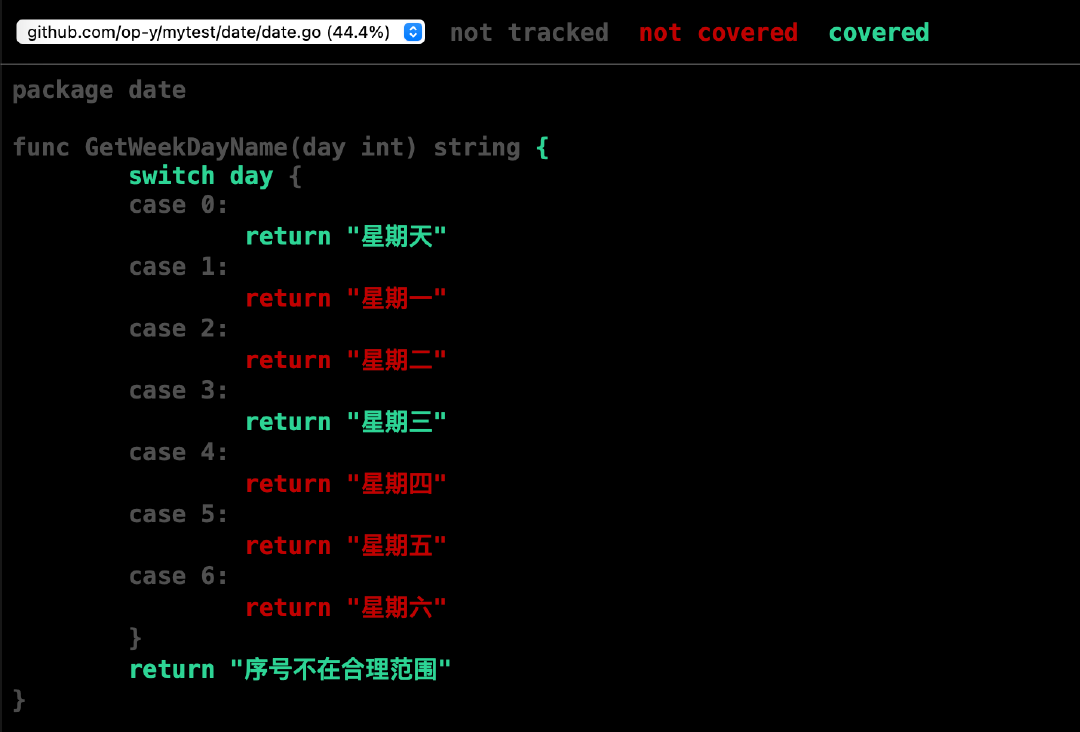 github.com/op-y/mytest/date/date.go (44.4%) not tracked not covered covered
package date
func GetWeekDayName(day int) string {
switch day {
case 0:
return "星期天"
case 1:
return "星期一"
case 2:
return "星期二"
case 3:
return "星期三"
case 4:
return "星期四"
case 5:
return "星期五"
case 6:
return "星期六"
}
return "序号不在合理范围"
}